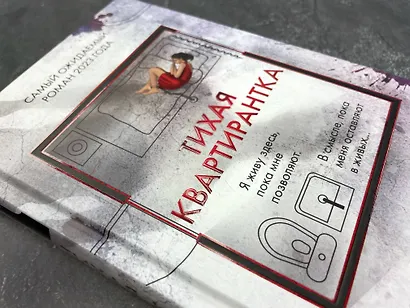 САМЫЙ ОЖИДАЕМЫЙ
РОМАН 2023 ГОДА
ТИХАЯ
КВАРТИРАНТКА
Я живу здесь,
пока мне
позволяют.
В смысле, пока
меня оставляют
в живых...